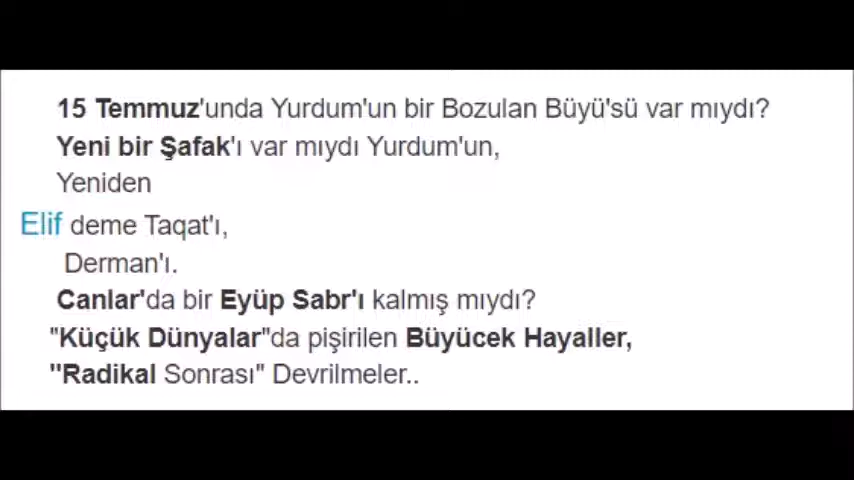 15 Temmuz'unda Yurdum'un bir Bozulan Büyü'sü var mıydı?
Yeni bir Şafak'ı var mıydı Yurdum'un,
Yeniden
Elif deme Taqat'ı,
Derman'ı.
Canlar'da bir Eyüp Sabr'ı kalmış mıydı?
"Küçük Dünyalar"da pişirilen Büyücek Hayaller,
"Radikal Sonrası" Devrilmeler..